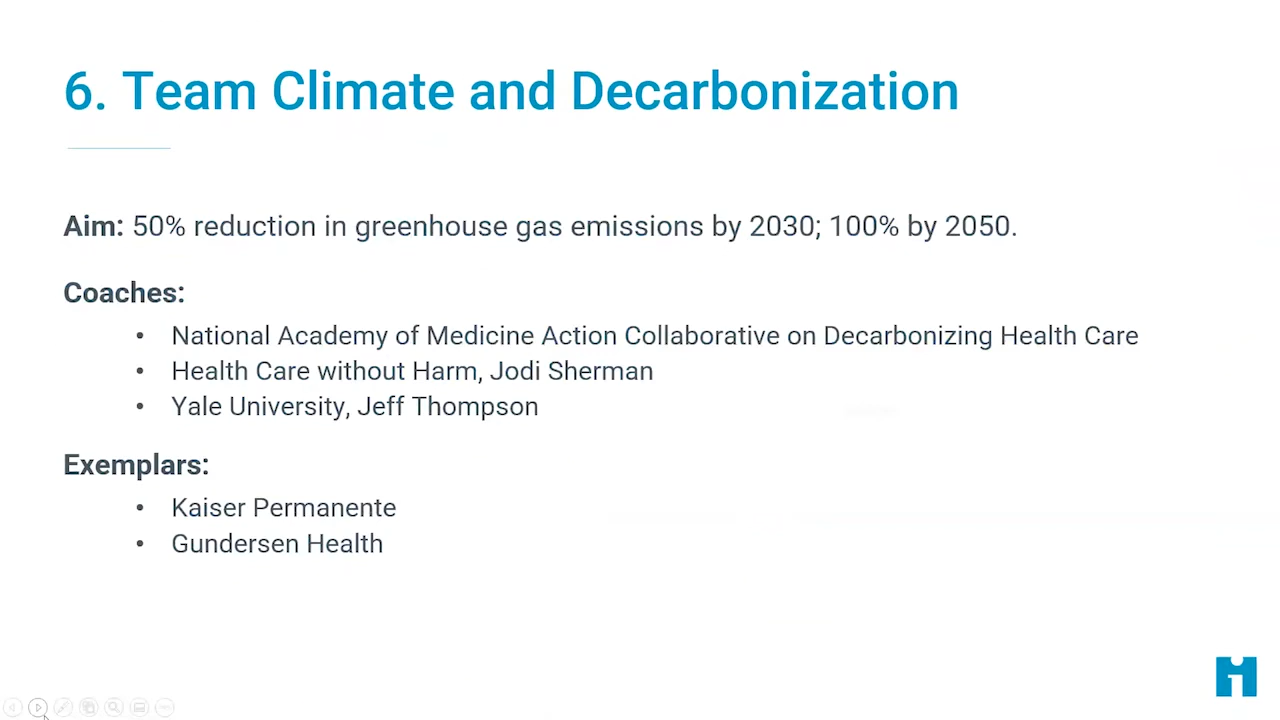 6. Team Climate and Decarbonization
Aim: 50% reduction in greenhouse gas emissions by 2030; 100% by 2050.
Coaches:
• National Academy of Medicine Action Collaborative on Decarbonizing Health Care
• Health Care without Harm, Jodi Sherman
• Yale University, Jeff Thompson
Exemplars:
• Kaiser Permanente
• Gundersen Health